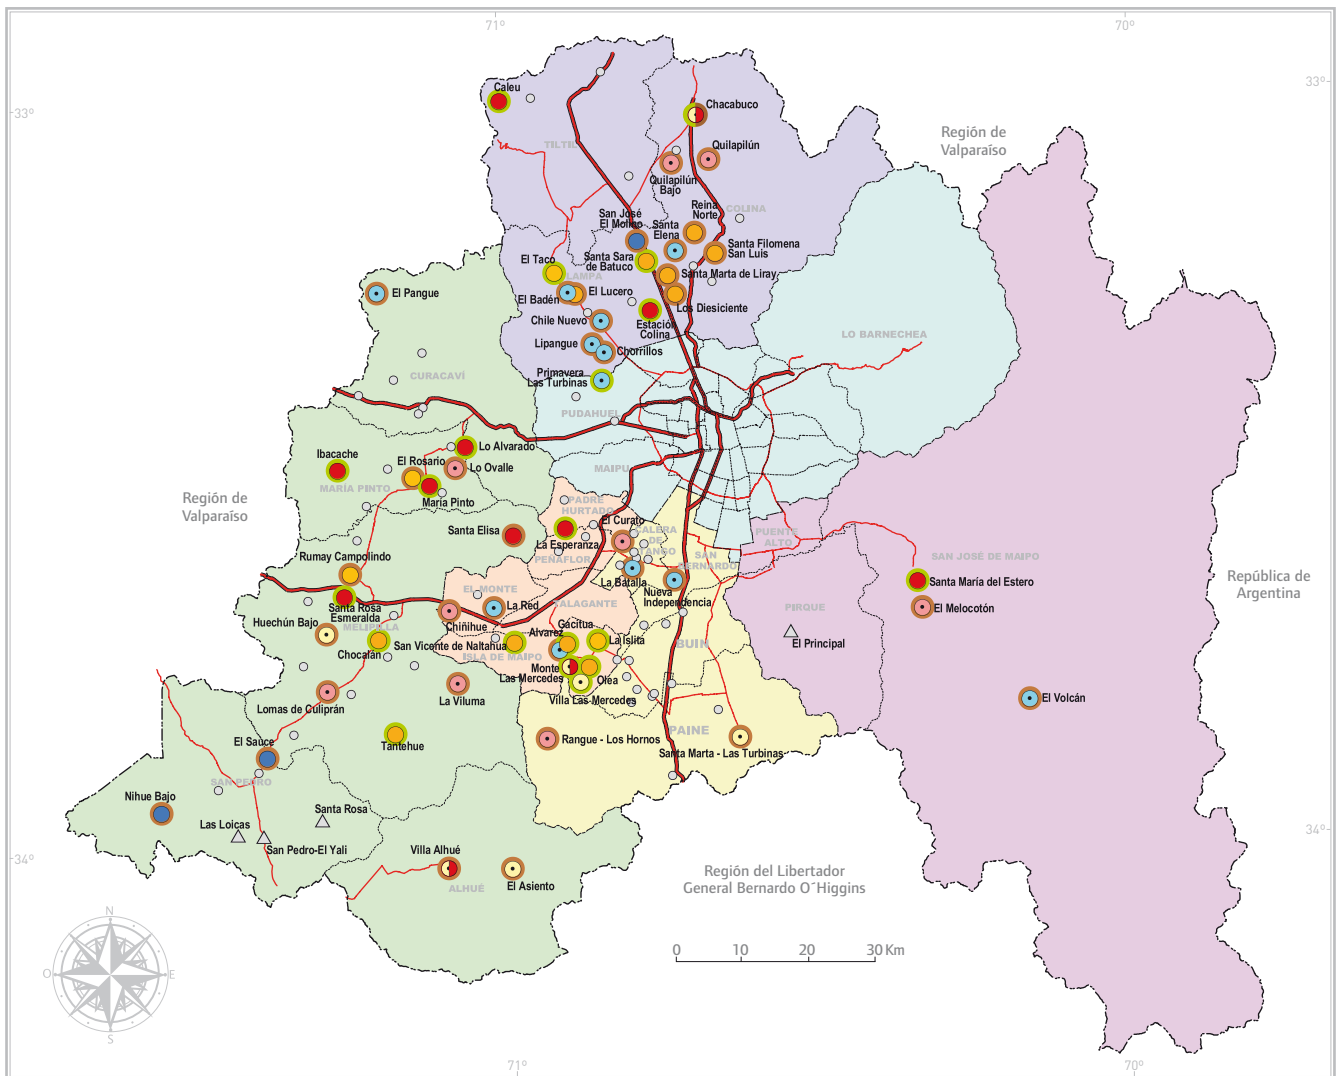 71°
70°
33°
33°
Caleu
Chacabuco
Región de
Valparaíso
TILTIL
Quilapilún
Quilapilún
Bajo
Reina
Norte
COLINA
San José
El Molino
Santa
Elena
Santa Filomena
San Luis
El Taco
Santa Sara
de Batuco
Santa Marta de Liray
LAMPA
El Pangue
El Badén
El Lucero
Los Diesiciente
Chile Nuevo
Estación
Colina
LO BARNECHEA
Lipangue
Chorrillos
CURACAVÍ
Primavera
Las Turbinas
PUDAHUEL
Lo Alvarado
Ibacache
El Rosario
Lo Ovalle
MAIPU
MARÍA PINTO
María Pinto
Región de
Valparaíso
PADRE
HURTADO
El Curato
Santa Elisa
La Esperanza
CALERA
DE
TANGO
PUENTE
ALTO
PEÑAFLOR
SAN
BERNARDO
SAN JOSÉ DE MAIPO
Rumay Campolindo
La Batalla
Santa María del Estero
República de
Argentina
EL MONTE
Nueva
Independencia
Santa Rosa
Esmeralda
La Red
TALAGANTE
PIRQUE
El Melocotón
Huechún Bajo
MELIPILLA
Chiñihue
Gacitua
Alvarez
La Islita
El Principal
Chocalán
San Vicente de Naltahua
BUIN
ISLA DE MAIPO
Monte
Las Mercedes
Oléa
El Volcán
La Viluma
Villa Las Mercedes
Lomas de Culiprán
El Sauce
Tantehue
Rangue - Los Hornos
PAINE
Santa Marta - Las Turbinas
SAN PEDRO
Nihue Bajo
Santa Rosa
Las Loicas
San Pedro-El Yali
34°
34°
Villa Alhué
ALHUÉ
El Asiento
Región del Libertador
General Bernardo O´Higgins
N
O
E
S
0 10 20 30 Km
71°
70°